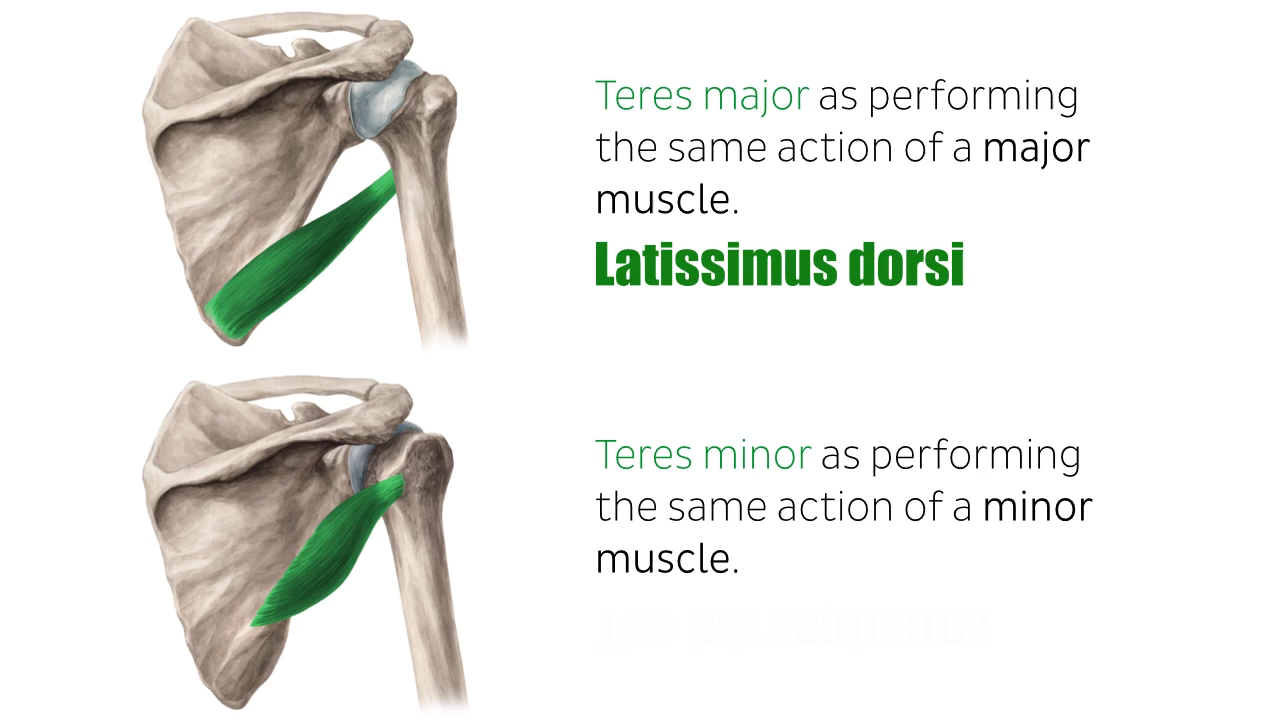 Teres major as performing
the same action of a major
muscle.
Latissimus dorsi
Teres minor as performing
the same action of a minor
muscle.